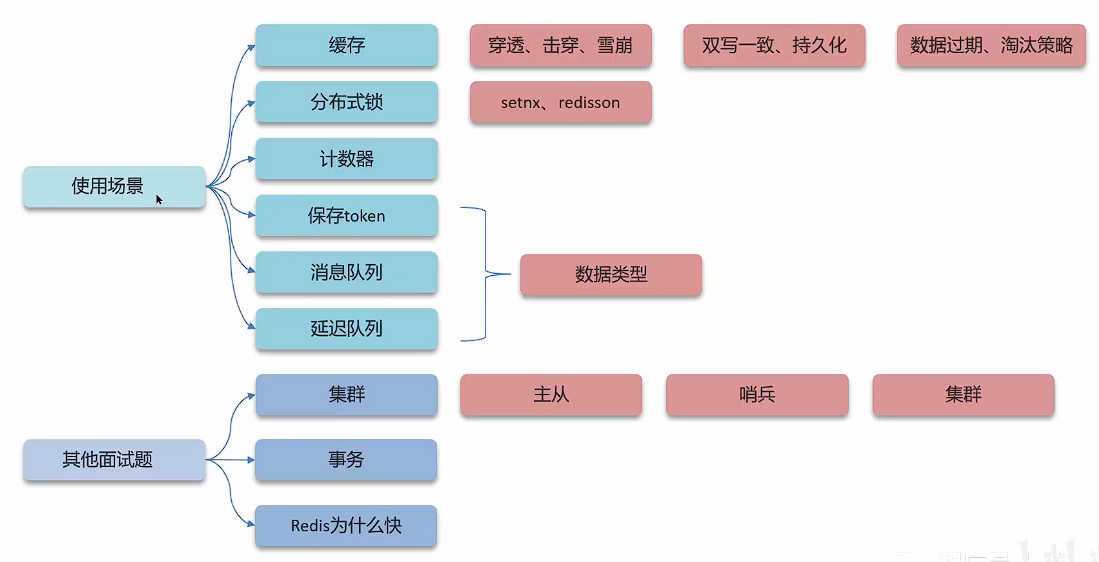 缓存
穿透、击穿、雪崩
双写一致、持久化
数据过期、淘汰策略
分布式锁
setnx、redisson
计数器
使用场景
保存token
消息队列
数据类型
延迟队列
集群
主从
哨兵
集群
其他面试题
事务
Redis为什么快